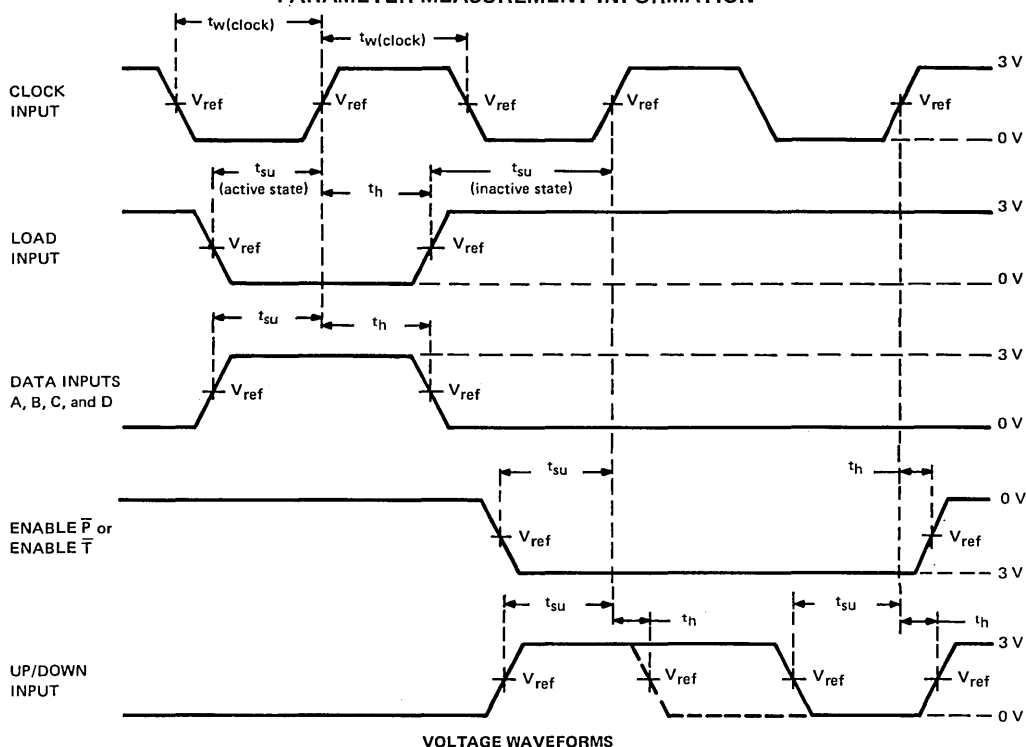 PARAMETER MEASUREMENT INFORMATION
tw(clock)
tw(clock)
3 V
CLOCK
INPUT
Vref
Vref
Vref
Vref
Vref
0 V
tsu
(active state)
th
tsu
(inactive state)
3 V
LOAD
INPUT
Vref
Vref
0 V
tsu
th
3 V
DATA INPUTS
A, B, C, and D
Vref
Vref
0 V
tsu
th
0 V
ENABLE P̅ or
ENABLE T̅
Vref
Vref
3 V
tsu
th
tsu
th
3 V
UP/DOWN
INPUT
Vref
Vref
Vref
Vref
0 V
VOLTAGE WAVEFORMS